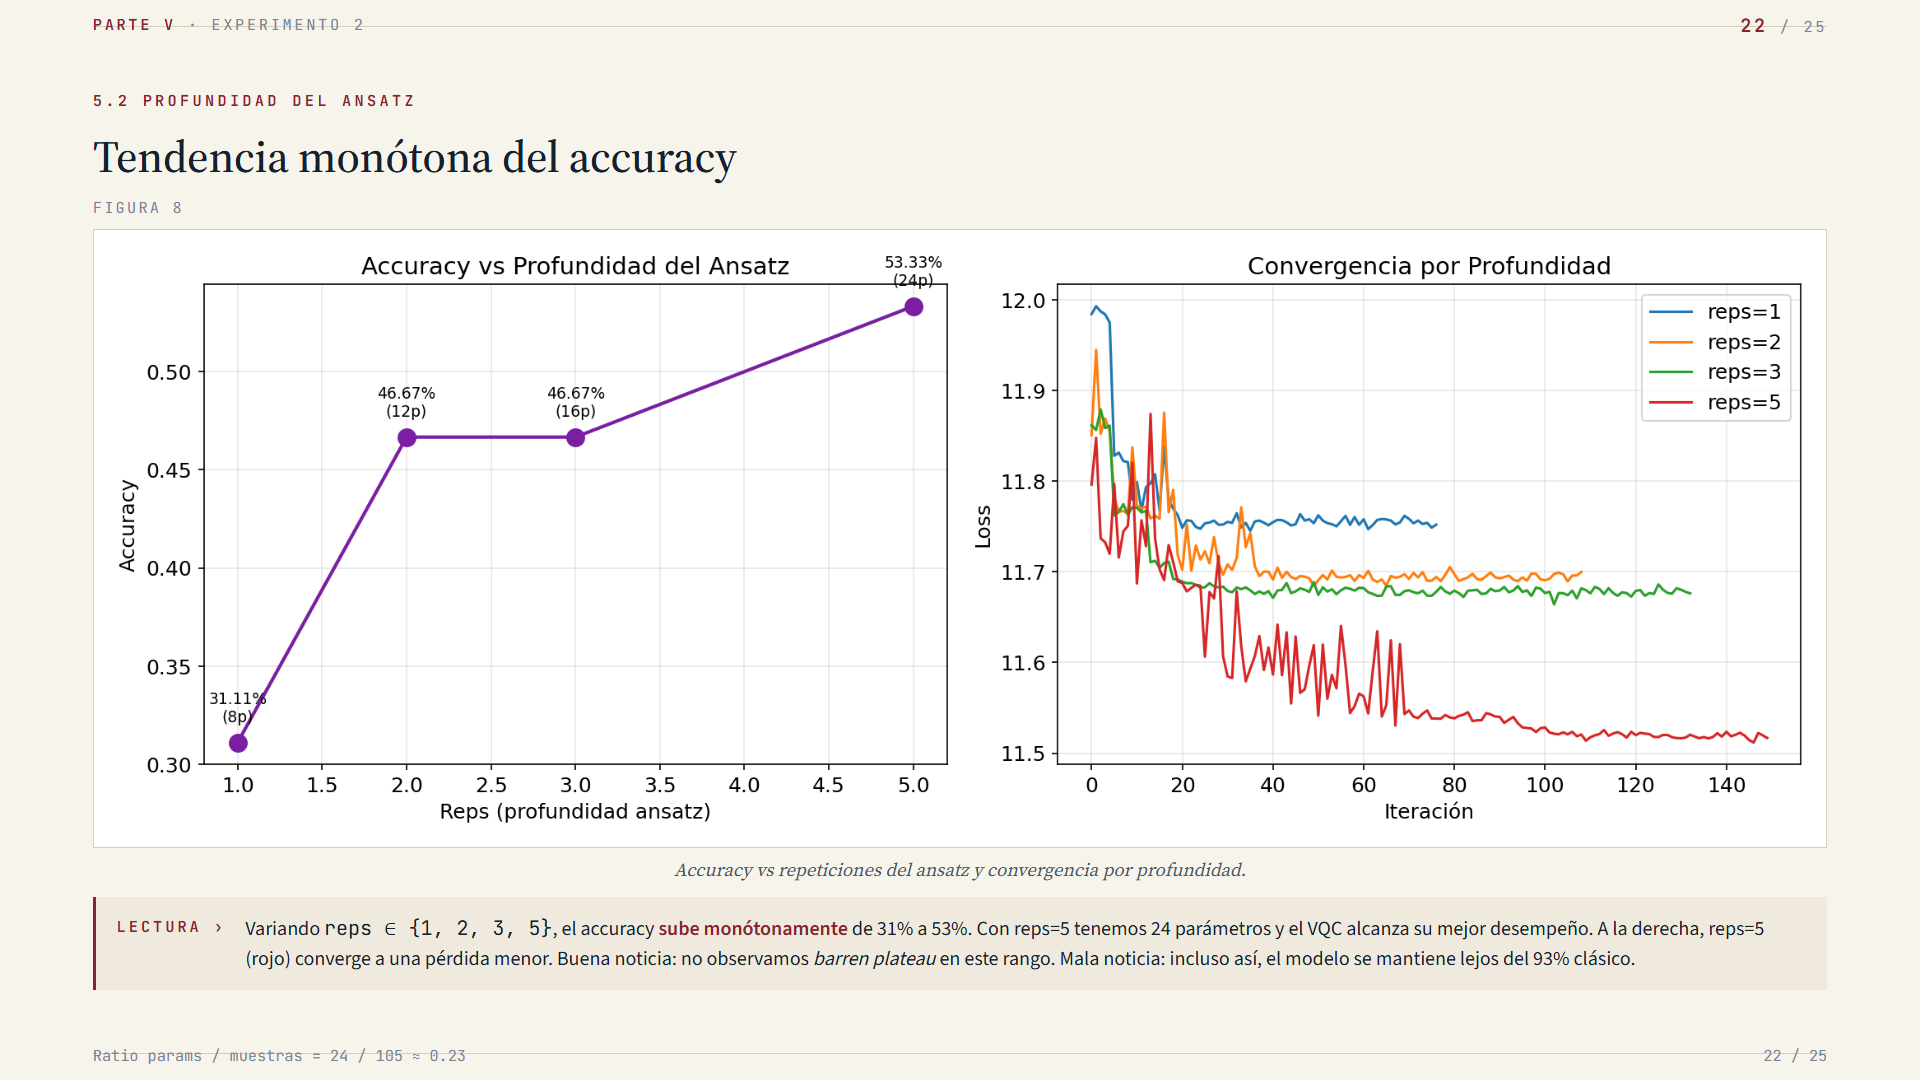 PARTE V · EXPERIMENTO 2
22 / 25
5.2 PROFUNDIDAD DEL ANSATZ
Tendencia monótona del accuracy
FIGURA 8
Accuracy vs Profundidad del Ansatz
53.33%
(24p)
46.67%
(12p)
46.67%
(16p)
31.11%
(8p)
0.50
0.45
0.40
0.35
0.30
Accuracy
1.0 1.5 2.0 2.5 3.0 3.5 4.0 4.5 5.0
Reps (profundidad ansatz)
Convergencia por Profundidad
reps=1
reps=2
reps=3
reps=5
12.0
11.9
11.8
11.7
11.6
11.5
Loss
0 20 40 60 80 100 120 140
Iteración
Accuracy vs repeticiones del ansatz y convergencia por profundidad.
LECTURA › Variando reps ∈ {1, 2, 3, 5}, el accuracy sube monótonamente de 31% a 53%. Con reps=5 tenemos 24 parámetros y el VQC alcanza su mejor desempeño. A la derecha, reps=5
(rojo) converge a una pérdida menor. Buena noticia: no observamos barren plateau en este rango. Mala noticia: incluso así, el modelo se mantiene lejos del 93% clásico.
Ratio params / muestras = 24 / 105 ≈ 0.23
22 / 25